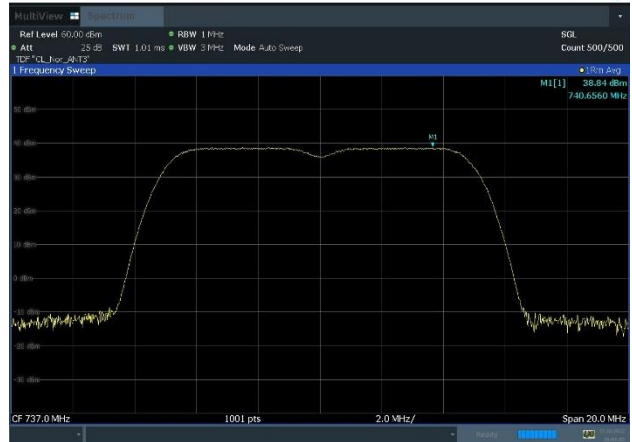 MultiView Spectrum
Ref Level 60.00 dBm RBW 1 MHz SGL
Att 25 dB SWT 1.01 ms VBW 3 MHz Mode Auto Sweep Count 500/500
TDF "CL_Nor_ANT3"
1 Frequency Sweep 1Rm Avg
M1[1] 38.84 dBm
740.6560 MHz
50 dBm
M1
40 dBm
30 dBm
20 dBm
10 dBm
0 dBm
-10 dBm
-20 dBm
-30 dBm
CF 737.0 MHz 1001 pts 2.0 MHz/ Span 20.0 MHz
Ready